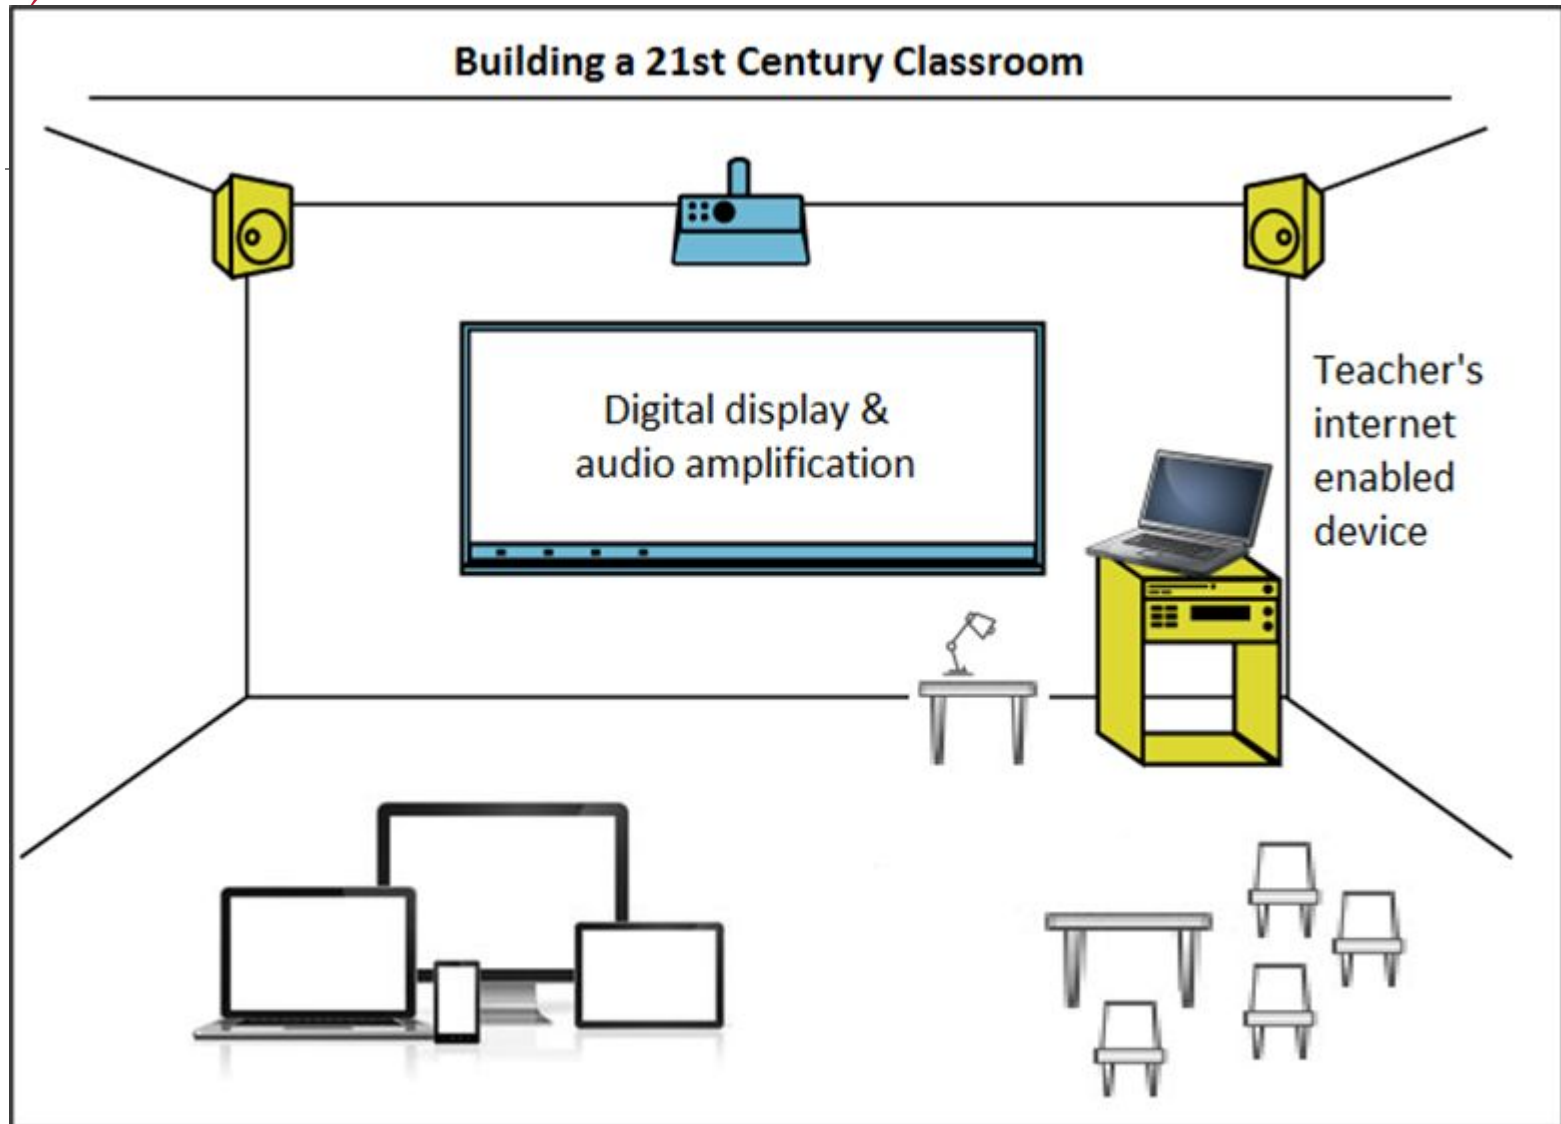 Building a 21st Century Classroom
Digital display &
audio amplification
Teacher's
internet
enabled
device